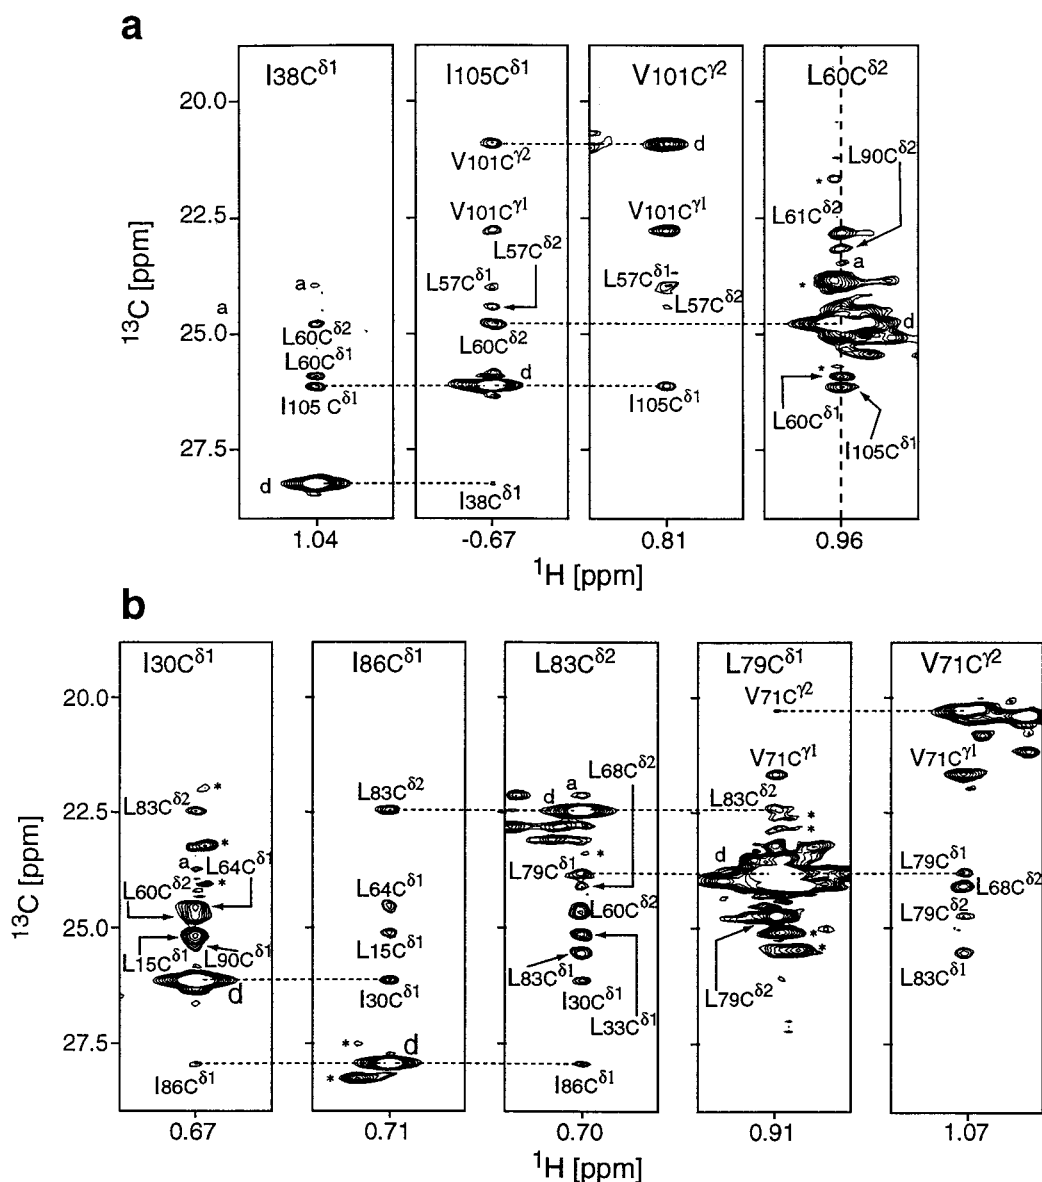 a
I38Cδ1
I105Cδ1
V101Cγ2
L60Cδ2
20.0
22.5
25.0
27.5
13C [ppm]
a
a
L60Cδ2
L60Cδ1
I105 Cδ1
d
V101Cγ2
V101Cγ1
L57Cδ2
L57Cδ1
L60Cδ2
d
I38Cδ1
d
V101Cγ1
L57Cδ1
L57Cδ2
I105Cδ1
L90Cδ2
*
L61Cδ2
a
*
d
*
L60Cδ1
I105Cδ1
1.04
-0.67
0.81
0.96
1H [ppm]
b
I30Cδ1
I86Cδ1
L83Cδ2
L79Cδ1
V71Cγ2
20.0
22.5
25.0
27.5
13C [ppm]
*
L83Cδ2
*
a
L64Cδ1
*
L60Cδ2
L15Cδ1
L90Cδ1
d
I86Cδ1
L83Cδ2
L64Cδ1
L15Cδ1
I30Cδ1
*
d
*
L68Cδ2
a
d
*
L79Cδ1
L60Cδ2
L83Cδ1
I30Cδ1
L33Cδ1
I86Cδ1
V71Cγ2
V71Cγ1
L83Cδ2
*
*
d
*
*
L79Cδ2
V71Cγ1
L79Cδ1
L68Cδ2
L79Cδ2
L83Cδ1
0.67
0.71
0.70
0.91
1.07
1H [ppm]